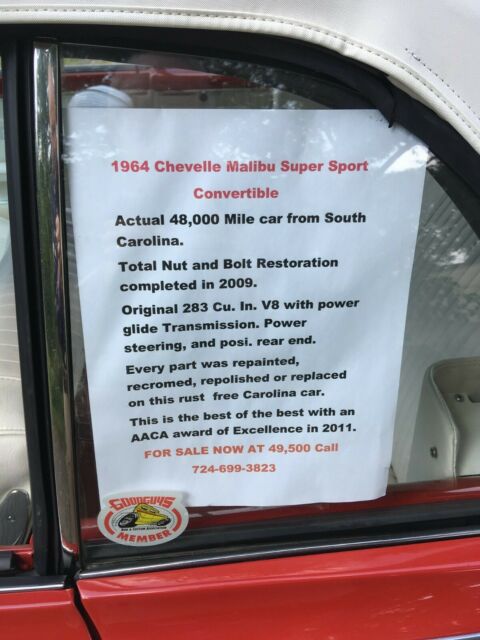 1964 Chevelle Malibu Super Sport
Convertible
Actual 48,000 Mile car from South
Carolina.
Total Nut and Bolt Restoration
completed in 2009.
Original 283 Cu. In. V8 with power
glide Transmission. Power
steering, and posi. rear end.
Every part was repainted,
recromed, repolished or replaced
on this rust free Carolina car.
This is the best of the best with an
AACA award of Excellence in 2011.
FOR SALE NOW AT 49,500 Call
724-699-3823
GOODGUYS
ROD & CUSTOM ASSOCIATION
MEMBER